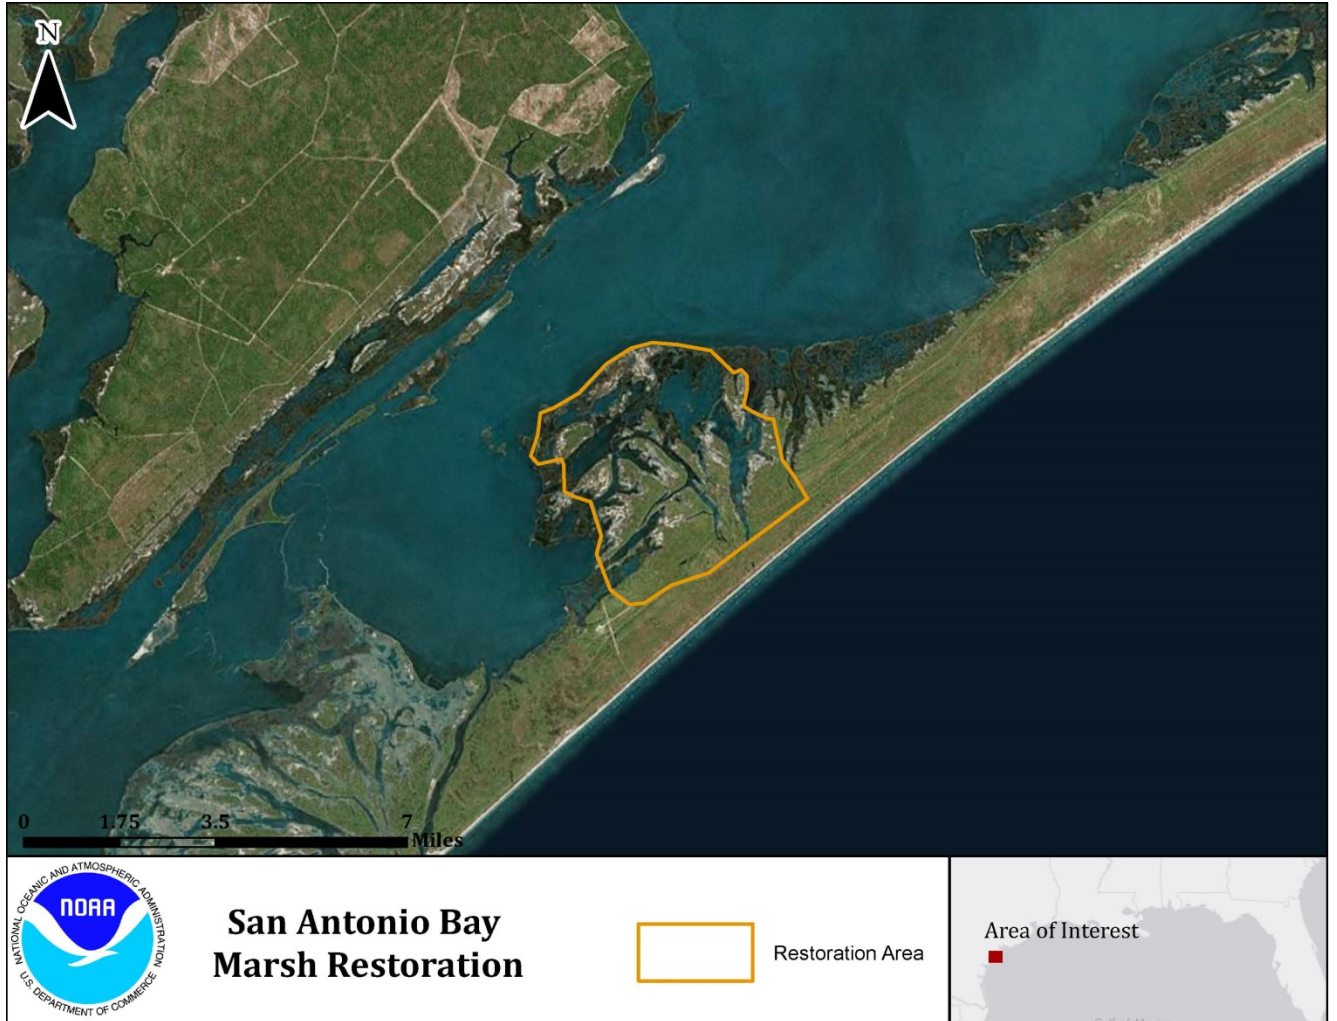 N
0 1.75 3.5 7
Miles
NATIONAL OCEANIC AND ATMOSPHERIC ADMINISTRATION
NOAA
U.S. DEPARTMENT OF COMMERCE
San Antonio Bay
Marsh Restoration
Restoration Area
Area of Interest